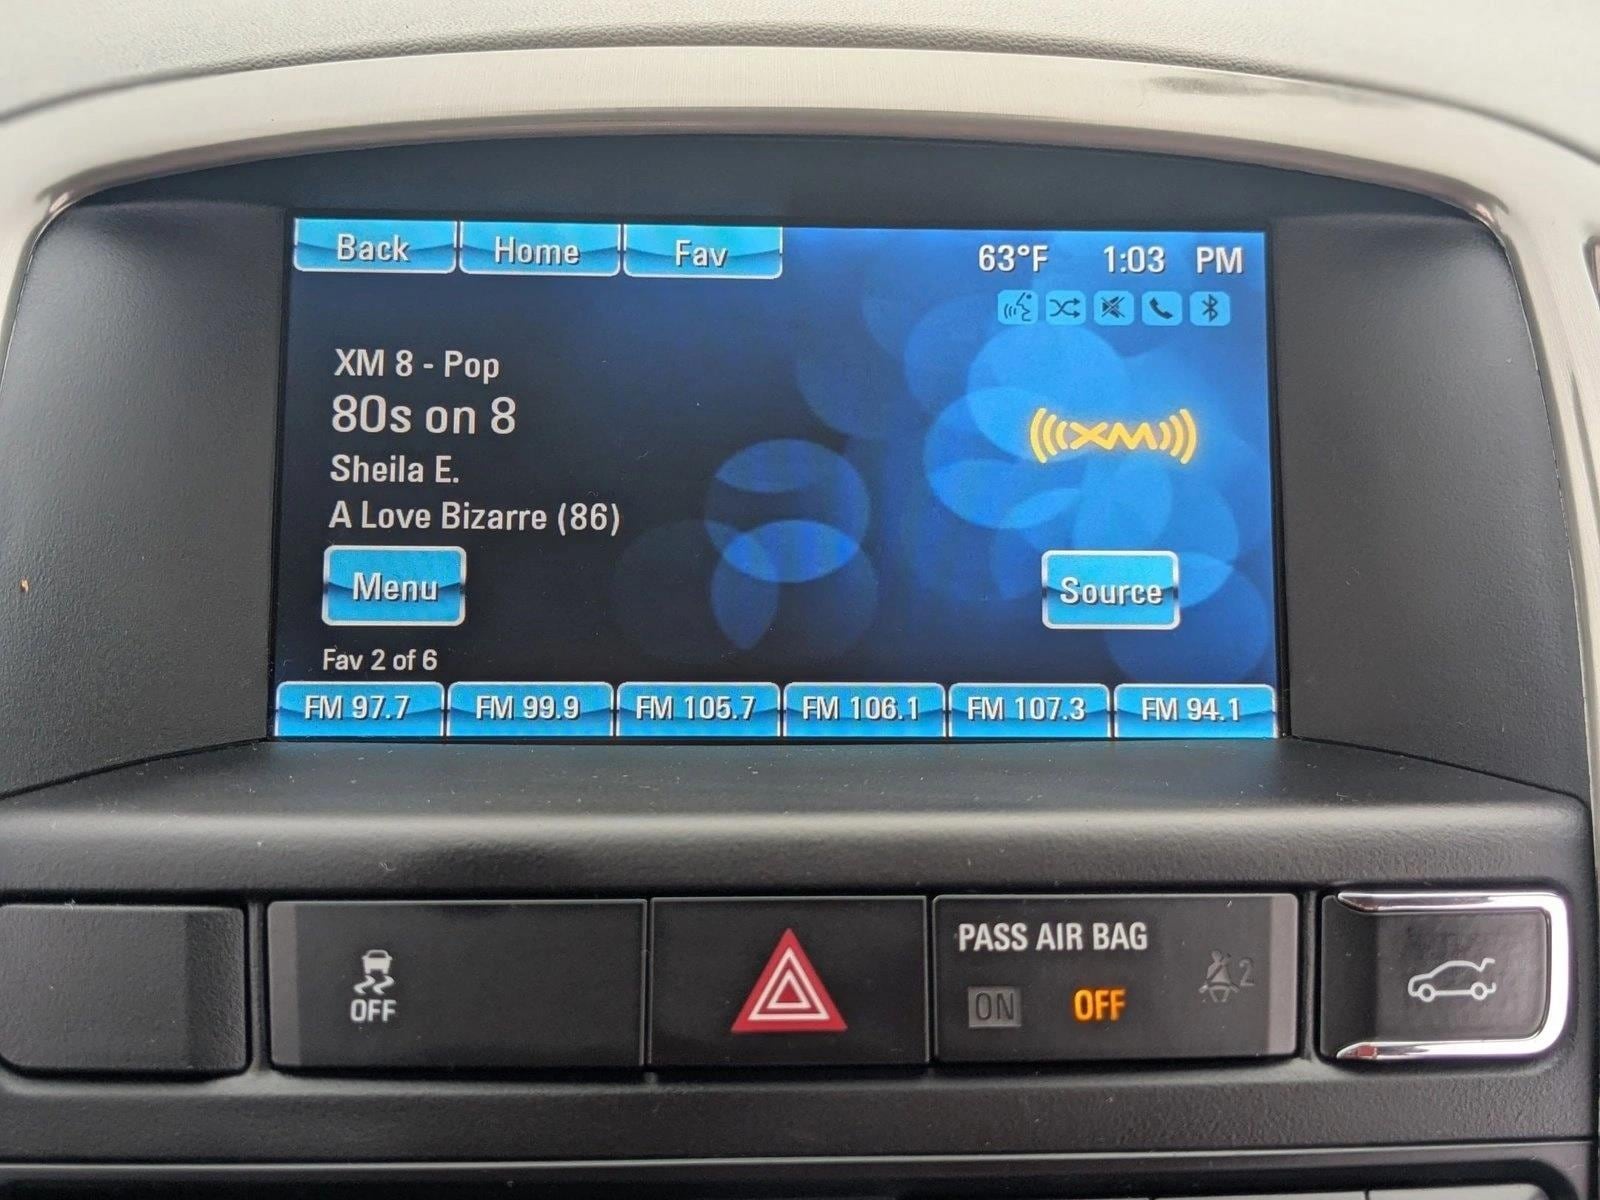 Back Home Fav 63°F 1:03 PM
XM 8 - Pop
80s on 8
Sheila E.
A Love Bizarre (86)
XM
Menu Source
Fav 2 of 6
FM 97.7 FM 99.9 FM 105.7 FM 106.1 FM 107.3 FM 94.1
PASS AIR BAG
OFF ON OFF 2